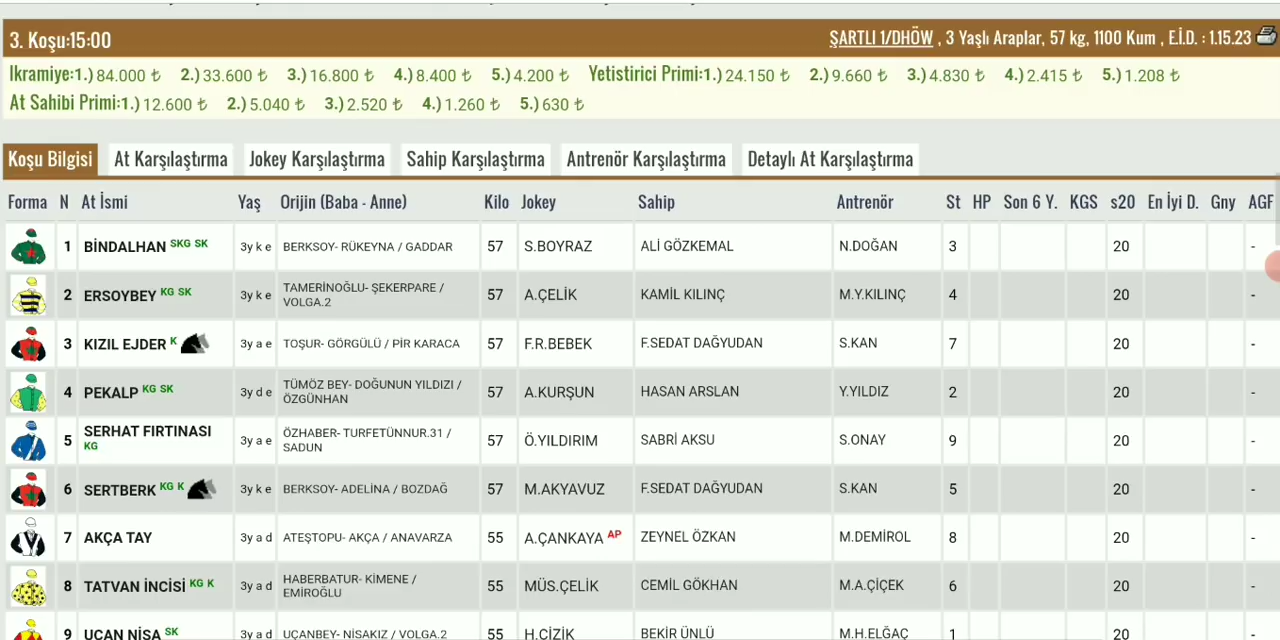 3. Koşu:15:00
ŞARTLI 1/DHÖW , 3 Yaşlı Araplar, 57 kg, 1100 Kum , E.İ.D. : 1.15.23
Ikramiye:1.) 84.000 ₺ 2.) 33.600 ₺ 3.) 16.800 ₺ 4.) 8.400 ₺ 5.) 4.200 ₺ Yetistirici Primi:1.) 24.150 ₺ 2.) 9.660 ₺ 3.) 4.830 ₺ 4.) 2.415 ₺ 5.) 1.208 ₺
At Sahibi Primi:1.) 12.600 ₺ 2.) 5.040 ₺ 3.) 2.520 ₺ 4.) 1.260 ₺ 5.) 630 ₺
Koşu Bilgisi At Karşılaştırma Jokey Karşılaştırma Sahip Karşılaştırma Antrenör Karşılaştırma Detaylı At Karşılaştırma
Forma N At İsmi Yaş Orijin (Baba - Anne) Kilo Jokey Sahip Antrenör St HP Son 6 Y. KGS s20 En İyi D. Gny AGF
1 BİNDALHAN SKG SK 3y k e BERKSOY- RÜKEYNA / GADDAR 57 S.BOYRAZ ALİ GÖZKEMAL N.DOĞAN 3 20 -
2 ERSOYBEY KG SK 3y k e TAMERİNOĞLU- ŞEKERPARE / VOLGA.2 57 A.ÇELİK KAMİL KILINÇ M.Y.KILINÇ 4 20 -
3 KIZIL EJDER K 3y a e TOŞUR- GÖRGÜLÜ / PİR KARACA 57 F.R.BEBEK F.SEDAT DAĞYUDAN S.KAN 7 20 -
4 PEKALP KG SK 3y d e TÜMÖZ BEY- DOĞUNUN YILDIZI / ÖZGÜNHAN 57 A.KURŞUN HASAN ARSLAN Y.YILDIZ 2 20 -
5 SERHAT FIRTINASI KG 3y a e ÖZHABER- TURFETÜNNUR.31 / SADUN 57 Ö.YILDIRIM SABRİ AKSU S.ONAY 9 20 -
6 SERTBERK KG K 3y k e BERKSOY- ADELİNA / BOZDAĞ 57 M.AKYAVUZ F.SEDAT DAĞYUDAN S.KAN 5 20 -
7 AKÇA TAY 3y a d ATEŞTOPU- AKÇA / ANAVARZA 55 A.ÇANKAYA AP ZEYNEL ÖZKAN M.DEMİROL 8 20 -
8 TATVAN İNCİSİ KG K 3y a d HABERBATUR- KİMENE / EMİROĞLU 55 MÜS.ÇELİK CEMİL GÖKHAN M.A.ÇİÇEK 6 20 -
9 UÇAN NİSA SK 3y a d UÇANBEY- NİSAKIZ / VOLGA.2 55 H.ÇİZİK BEKİR ÜNLÜ M.H.ELĞAÇ 1 20 -